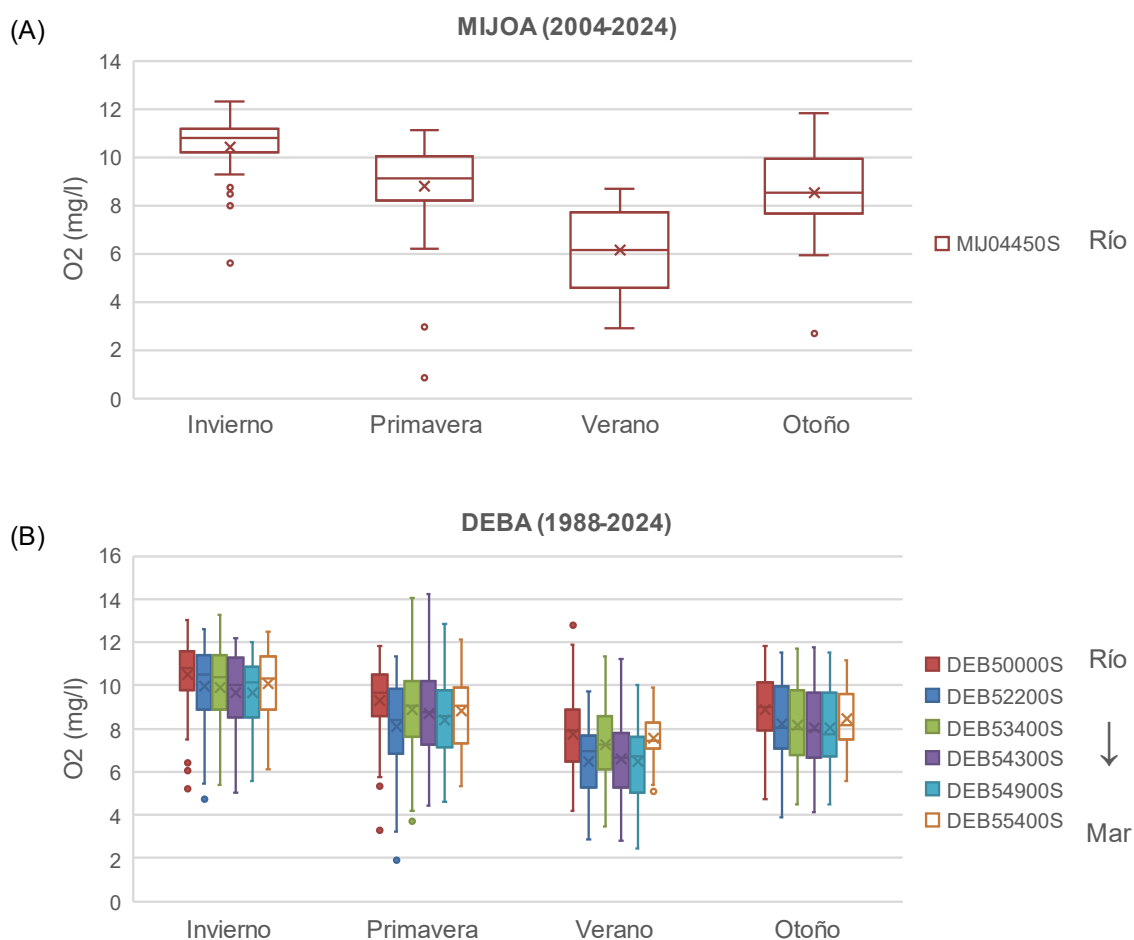 (A)
MIJOA (2004-2024)
O2 (mg/l)
14
12
10
8
6
4
2
0
Invierno Primavera Verano Otoño
MIJ04450S Río
(B)
DEBA (1988-2024)
O2 (mg/l)
16
14
12
10
8
6
4
2
0
Invierno Primavera Verano Otoño
DEB50000S Río
DEB52200S
DEB53400S
DEB54300S
DEB54900S
DEB55400S Mar